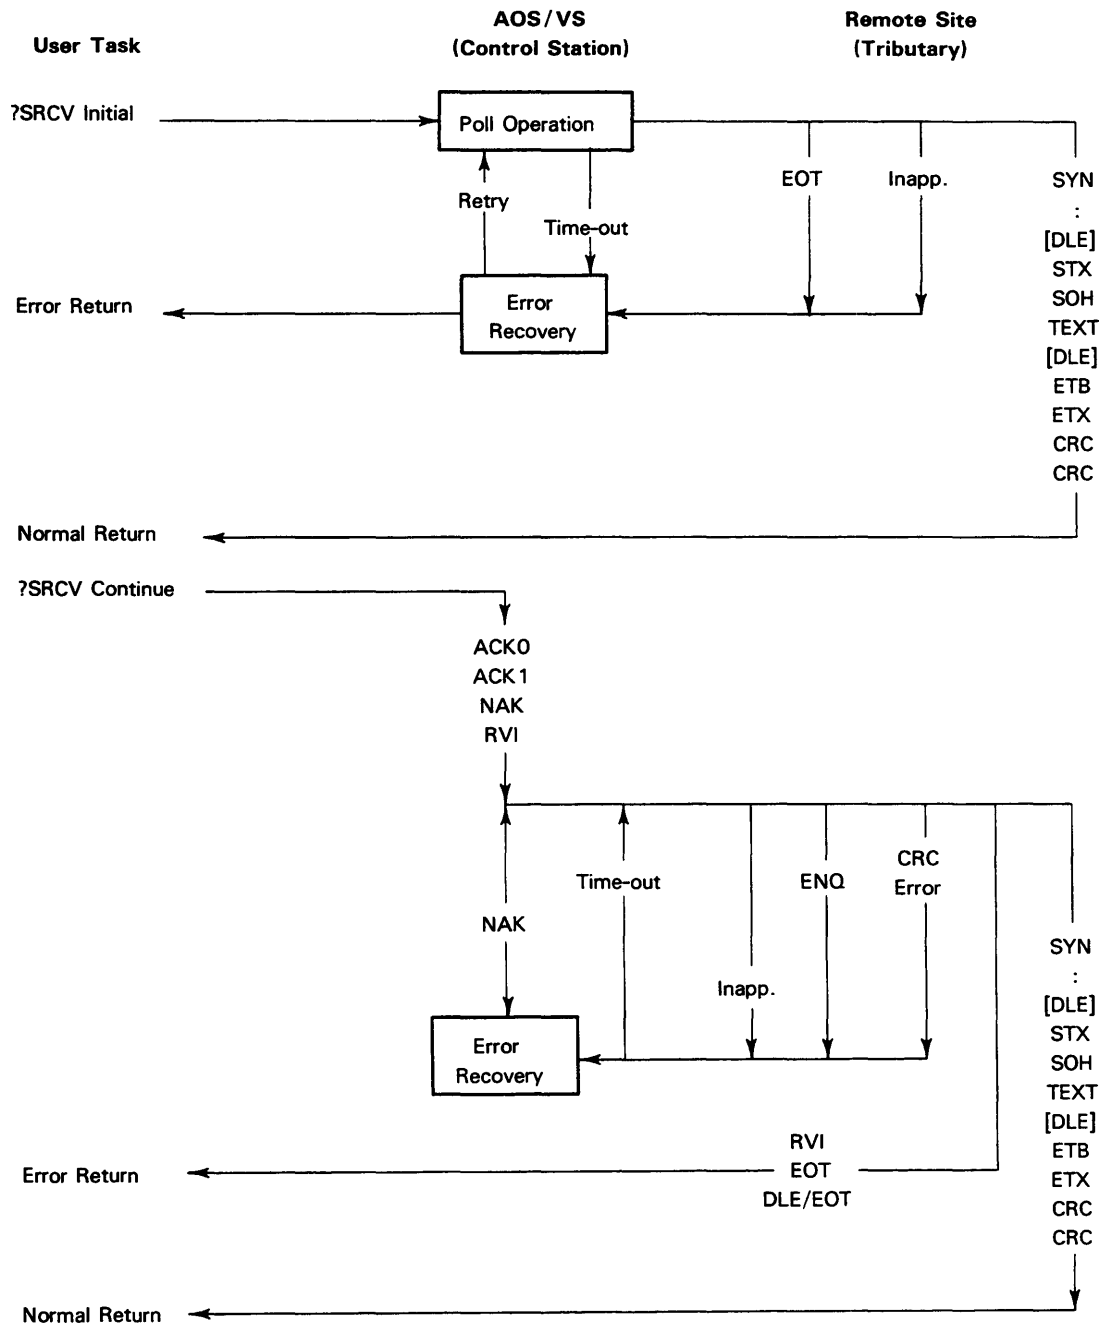 User Task
AOS/VS
(Control Station)
Remote Site
(Tributary)
?SRCV Initial
Poll Operation
EOT
Inapp.
SYN
:
[DLE]
STX
SOH
TEXT
[DLE]
ETB
ETX
CRC
CRC
Retry
Time-out
Error Return
Error
Recovery
Normal Return
?SRCV Continue
ACK0
ACK1
NAK
RVI
Time-out
ENQ
CRC
Error
NAK
Inapp.
SYN
:
[DLE]
STX
SOH
TEXT
[DLE]
ETB
ETX
CRC
CRC
Error
Recovery
Error Return
RVI
EOT
DLE/EOT
Normal Return